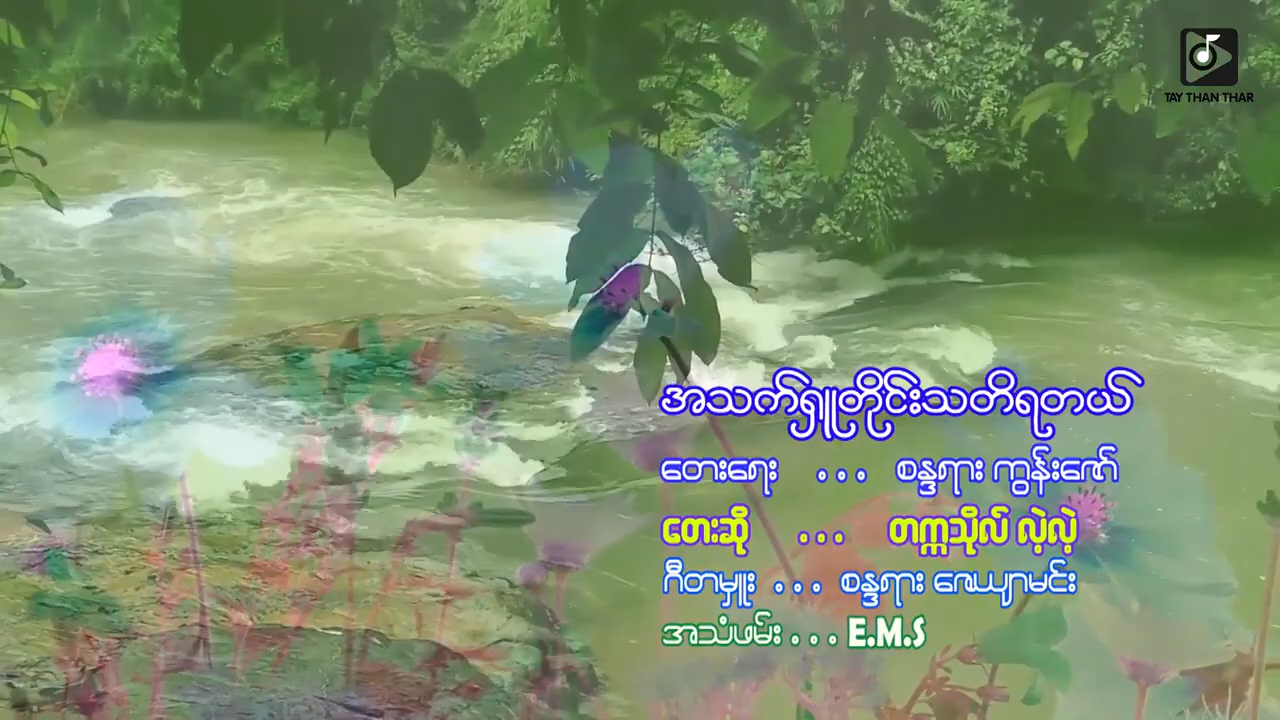 TAY THAN THAR
အသက်ရှူတိုင်းသတိရတယ်
တေးရေး ... စန္ဒရား ကွန်းဇော်
တေးဆို ... တက္ကသိုလ် လဲ့လဲ့
ဂီတမှူး ... စန္ဒရား ဇေယျာမင်း
အသံဖမ်း ... E.M.S